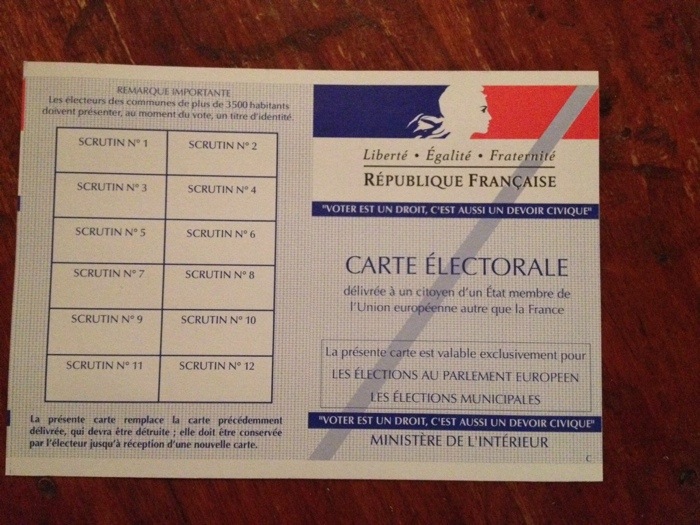 REMARQUE IMPORTANTE
Les électeurs des communes de plus de 3500 habitants
doivent présenter, au moment du vote, un titre d'identité.
SCRUTIN N° 1
SCRUTIN N° 2
SCRUTIN N° 3
SCRUTIN N° 4
SCRUTIN N° 5
SCRUTIN N° 6
SCRUTIN N° 7
SCRUTIN N° 8
SCRUTIN N° 9
SCRUTIN N° 10
SCRUTIN N° 11
SCRUTIN N° 12
La présente carte remplace la carte précédemment
délivrée, qui devra être détruite ; elle doit être conservée
par l'électeur jusqu'à réception d'une nouvelle carte.
Liberté • Égalité • Fraternité
RÉPUBLIQUE FRANÇAISE
"VOTER EST UN DROIT, C'EST AUSSI UN DEVOIR CIVIQUE"
CARTE ÉLECTORALE
délivrée à un citoyen d'un État membre de
l'Union européenne autre que la France
La présente carte est valable exclusivement pour
LES ÉLECTIONS AU PARLEMENT EUROPEEN
LES ÉLECTIONS MUNICIPALES
"VOTER EST UN DROIT, C'EST AUSSI UN DEVOIR CIVIQUE"
MINISTÈRE DE L'INTÉRIEUR
C